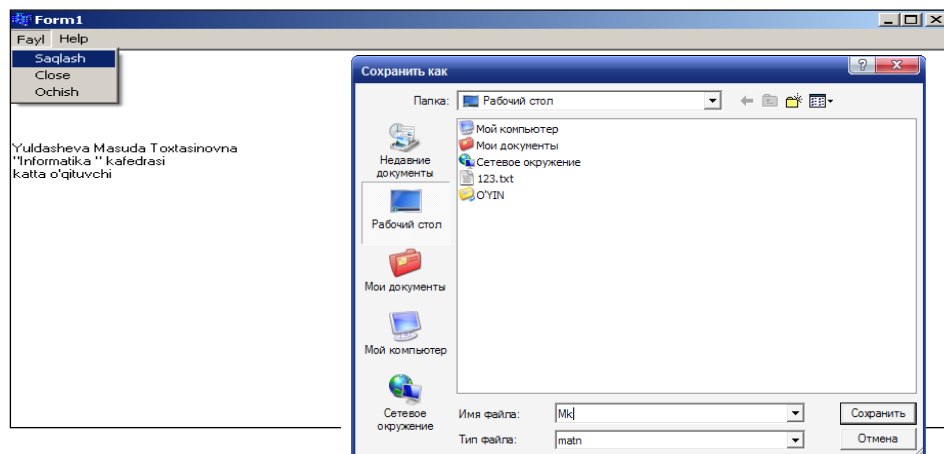 Form1
Fayl Help
Saqlash
Close
Ochish
Yuldasheva Masuda Toxtasinovna
"Informatika " kafedrasi
katta o'qituvchi
Сохранить как
Папка: Рабочий стол
Недавние документы
Рабочий стол
Мои документы
Мой компьютер
Сетевое окружение
Мой компьютер
Мои документы
Сетевое окружение
123.txt
O'YIN
Имя файла: Mk
Сохранить
Тип файла: matn
Отмена